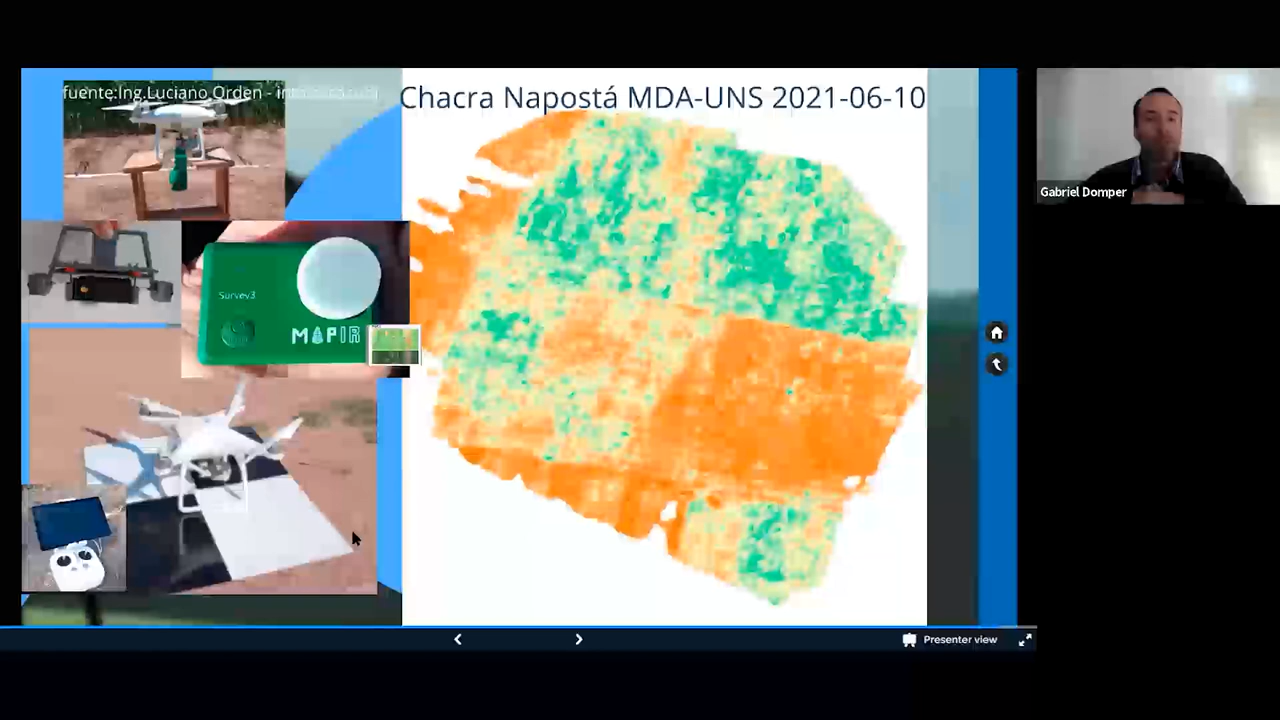 fuente:Ing.Luciano Orden -
Chacra Napostá MDA-UNS 2021-06-10
Survey3
MAPIR
Gabriel Domper
Presenter view